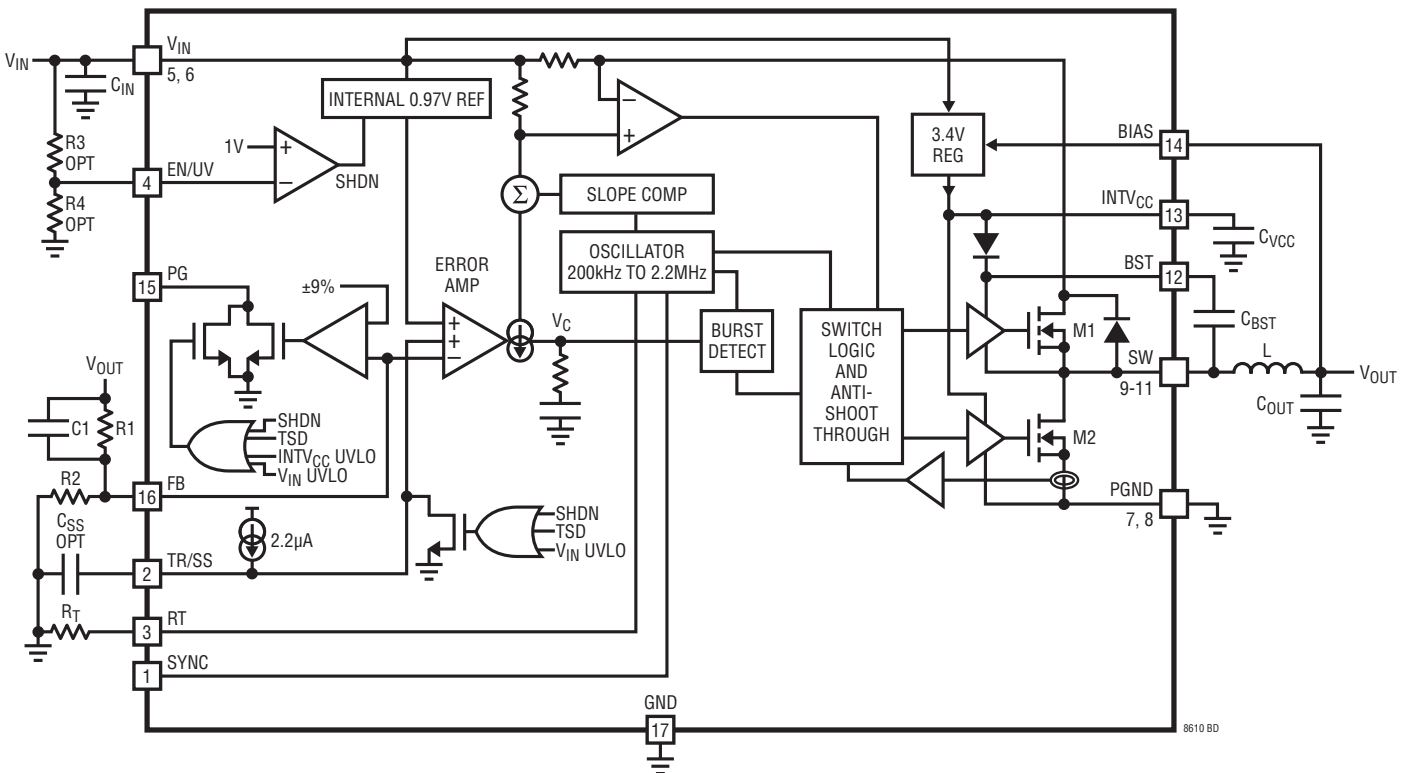 VIN
VIN
5, 6
CIN
R3
OPT
R4
OPT
EN/UV
4
1V
+
–
SHDN
INTERNAL 0.97V REF
–
+
Σ
SLOPE COMP
OSCILLATOR
200kHz TO 2.2MHz
3.4V
REG
BIAS
14
INTVCC
13
CVCC
BST
12
CBST
PG
15
±9%
ERROR
AMP
+
+
–
VC
BURST
DETECT
SWITCH
LOGIC
AND
ANTI-
SHOOT
THROUGH
M1
SW
9-11
L
VOUT
COUT
M2
PGND
7, 8
VOUT
C1
R1
SHDN
TSD
INTVCC UVLO
VIN UVLO
R2
FB
16
CSS
OPT
2.2µA
SHDN
TSD
VIN UVLO
TR/SS
2
RT
RT
3
SYNC
1
GND
17
8610 BD